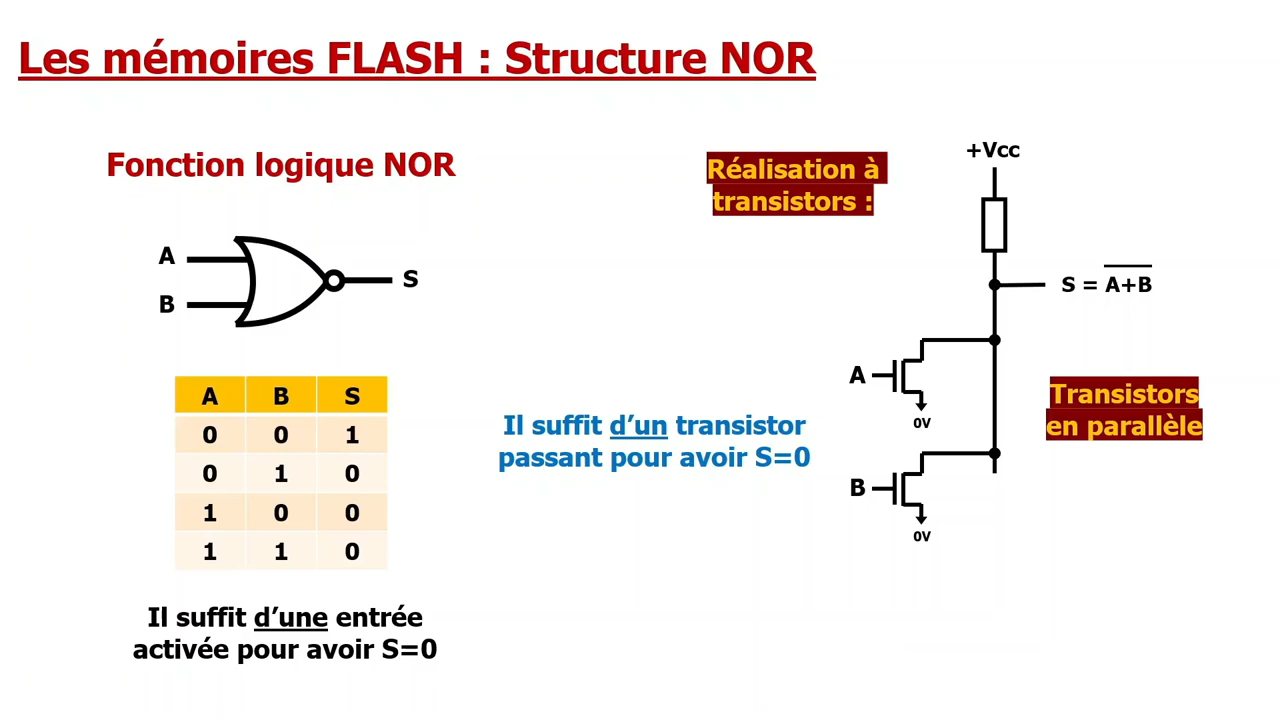 Les mémoires FLASH : Structure NOR
Fonction logique NOR
A
B
S
A B S
0 0 1
0 1 0
1 0 0
1 1 0
Il suffit d'une entrée
activée pour avoir S=0
Il suffit d'un transistor
passant pour avoir S=0
Réalisation à
transistors :
+Vcc
S = A+B
A
0V
B
0V
Transistors
en parallèle